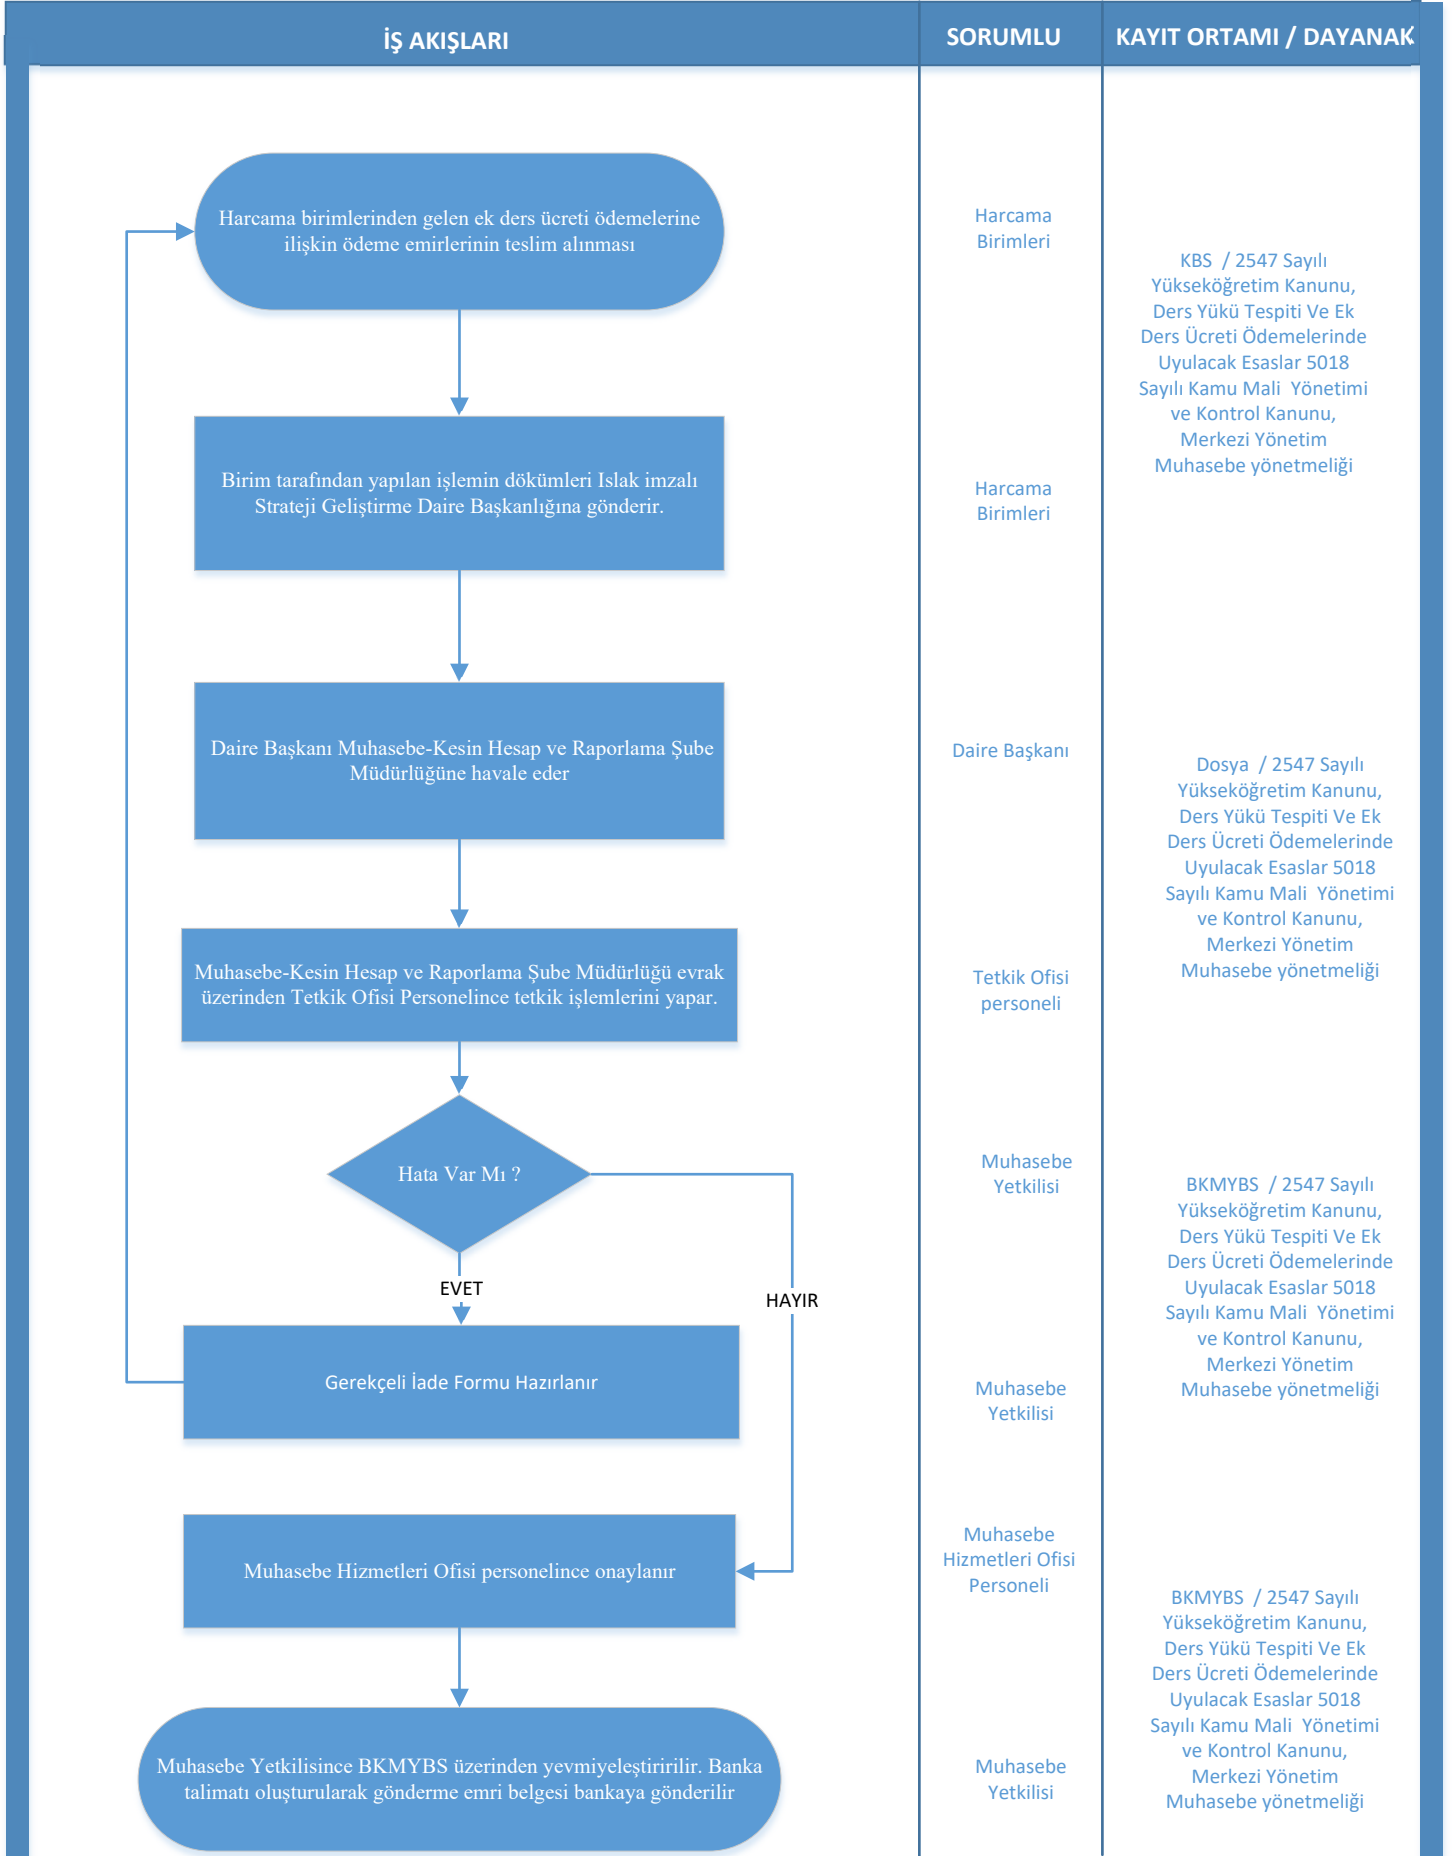 İŞ AKIŞLARI
SORUMLU
KAYIT ORTAMI / DAYANAK
Harcama birimlerinden gelen ek ders ücreti ödemelerine
ilişkin ödeme emirlerinin teslim alınması
Harcama
Birimleri
KBS / 2547 Sayılı
Yükseköğretim Kanunu,
Ders Yükü Tespiti Ve Ek
Ders Ücreti Ödemelerinde
Uyulacak Esaslar 5018
Sayılı Kamu Mali Yönetimi
ve Kontrol Kanunu,
Merkezi Yönetim
Muhasebe yönetmeliği
Birim tarafından yapılan işlemin dökümleri Islak imzalı
Strateji Geliştirme Daire Başkanlığına gönderir.
Harcama
Birimleri
Daire Başkanı Muhasebe-Kesin Hesap ve Raporlama Şube
Müdürlüğüne havale eder
Daire Başkanı
Dosya / 2547 Sayılı
Yükseköğretim Kanunu,
Ders Yükü Tespiti Ve Ek
Ders Ücreti Ödemelerinde
Uyulacak Esaslar 5018
Sayılı Kamu Mali Yönetimi
ve Kontrol Kanunu,
Merkezi Yönetim
Muhasebe yönetmeliği
Muhasebe-Kesin Hesap ve Raporlama Şube Müdürlüğü evrak
üzerinden Tetkik Ofisi Personelince tetkik işlemlerini yapar.
Tetkik Ofisi
personeli
Hata Var Mı ?
Muhasebe
Yetkilisi
BKMYBS / 2547 Sayılı
Yükseköğretim Kanunu,
Ders Yükü Tespiti Ve Ek
Ders Ücreti Ödemelerinde
Uyulacak Esaslar 5018
Sayılı Kamu Mali Yönetimi
ve Kontrol Kanunu,
Merkezi Yönetim
Muhasebe yönetmeliği
EVET
HAYIR
Gerekçeli İade Formu Hazırlanır
Muhasebe
Yetkilisi
Muhasebe Hizmetleri Ofisi personelince onaylanır
Muhasebe
Hizmetleri Ofisi
Personeli
BKMYBS / 2547 Sayılı
Yükseköğretim Kanunu,
Ders Yükü Tespiti Ve Ek
Ders Ücreti Ödemelerinde
Uyulacak Esaslar 5018
Sayılı Kamu Mali Yönetimi
ve Kontrol Kanunu,
Merkezi Yönetim
Muhasebe yönetmeliği
Muhasebe Yetkilisince BKMYBS üzerinden yevmiyeleştiririlir. Banka
talimatı oluşturularak gönderme emri belgesi bankaya gönderilir
Muhasebe
Yetkilisi